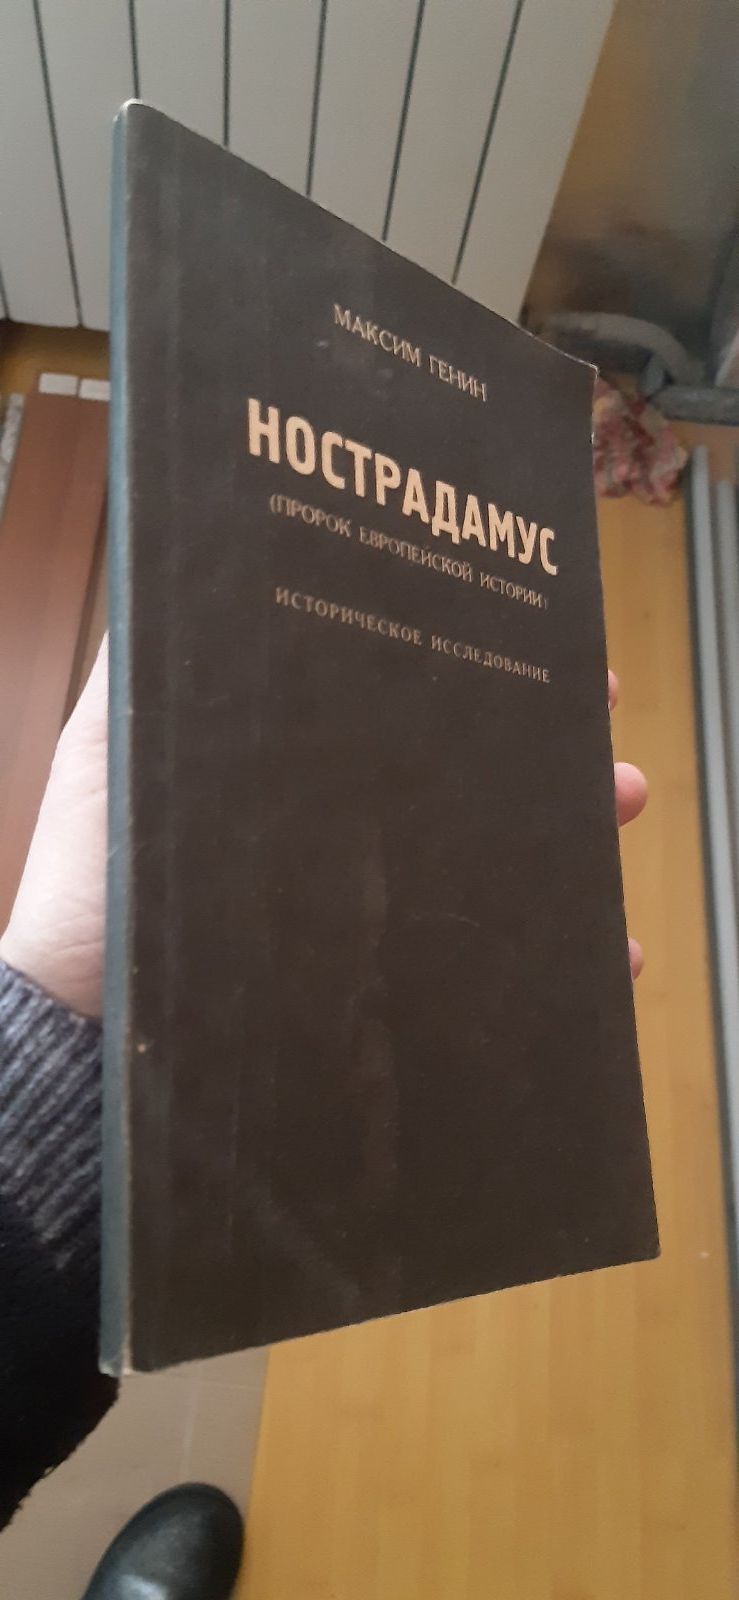 МАКСИМ ГЕНИН
НОСТРАДАМУС
(ПРОРОК ЕВРОПЕЙСКОЙ ИСТОРИИ)
ИСТОРИЧЕСКОЕ ИССЛЕДОВАНИЕ